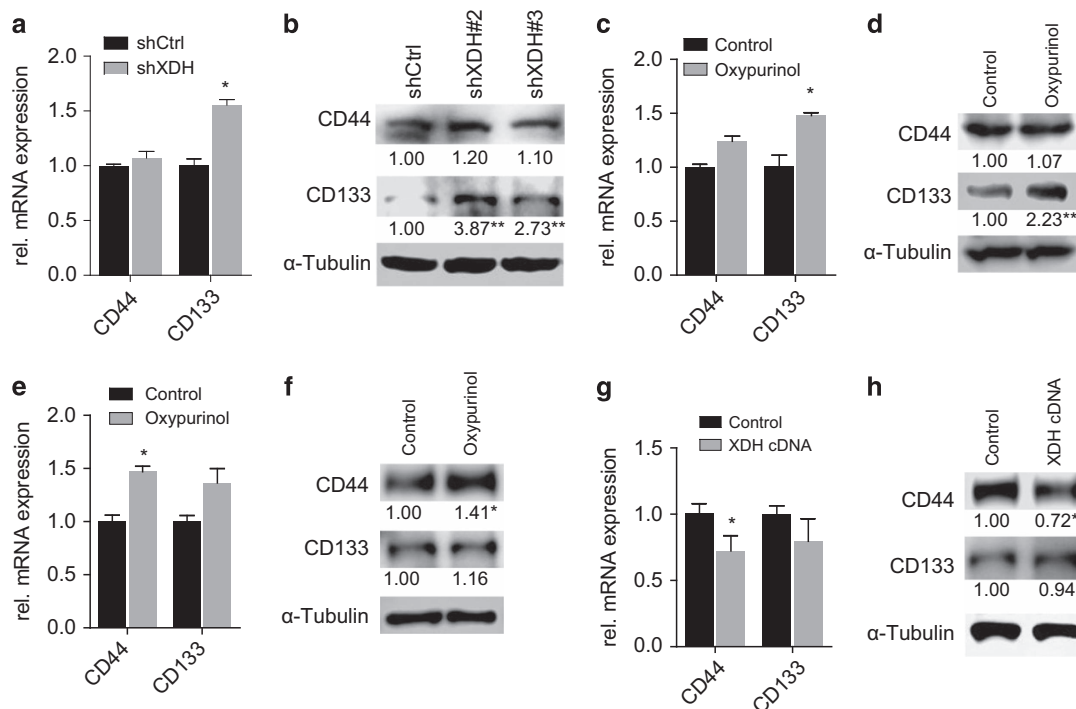 a
shCtrl
shXDH
rel. mRNA expression
2.0
1.5
1.0
0.5
0.0
*
CD44
CD133
b
shCtrl
shXDH#2
shXDH#3
CD44
1.00 1.20 1.10
CD133
1.00 3.87** 2.73**
α-Tubulin
c
Control
Oxypurinol
rel. mRNA expression
2.0
1.5
1.0
0.5
0.0
*
CD44
CD133
d
Control
Oxypurinol
CD44
1.00 1.07
CD133
1.00 2.23**
α-Tubulin
e
Control
Oxypurinol
rel. mRNA expression
2.0
1.5
1.0
0.5
0.0
*
CD44
CD133
f
Control
Oxypurinol
CD44
1.00 1.41*
CD133
1.00 1.16
α-Tubulin
g
Control
XDH cDNA
rel. mRNA expression
1.5
1.0
0.5
0.0
*
CD44
CD133
h
Control
XDH cDNA
CD44
1.00 0.72*
CD133
1.00 0.94
α-Tubulin